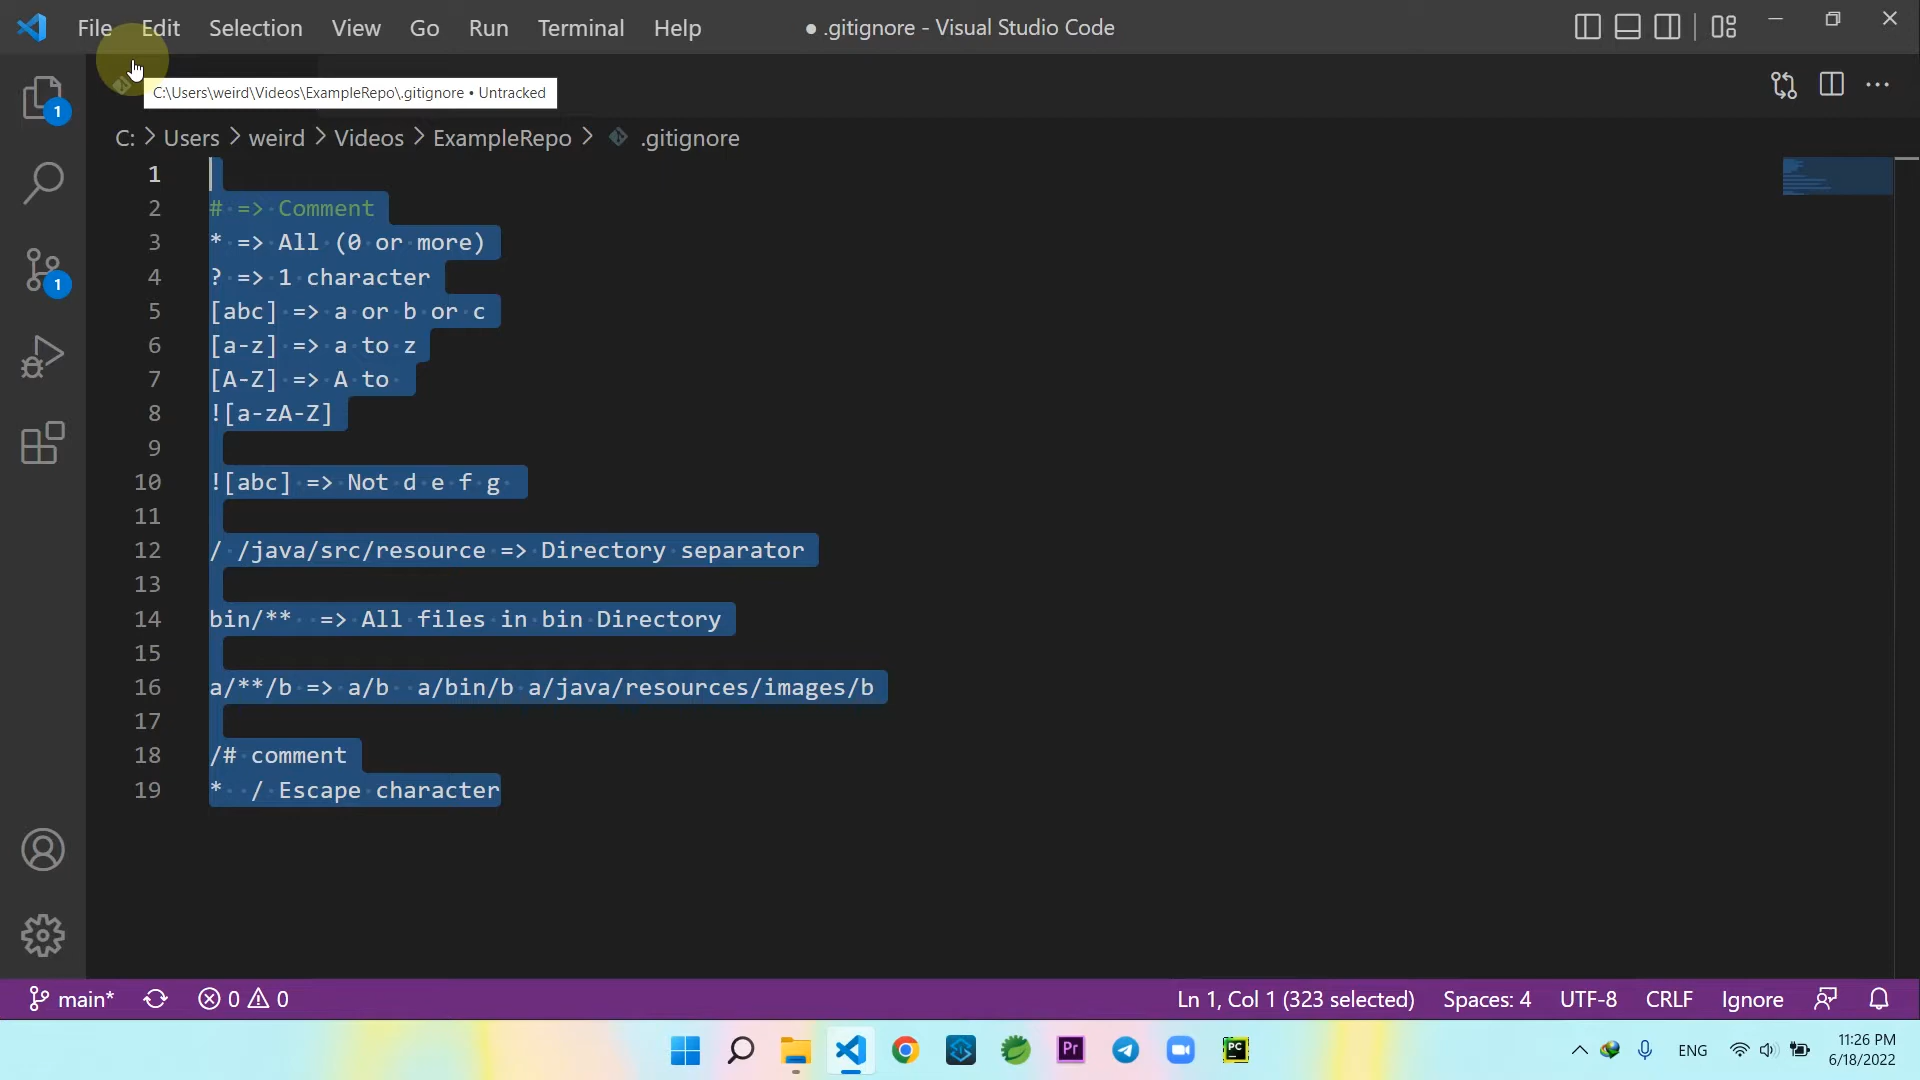 File Edit Selection View Go Run Terminal Help
● .gitignore - Visual Studio Code
C:\Users\weird\Videos\ExampleRepo\.gitignore • Untracked
C: > Users > weird > Videos > ExampleRepo > .gitignore
1
1
1
2 # => Comment
3 * => All (0 or more)
4 ? => 1 character
5 [abc] => a or b or c
6 [a-z] => a to z
7 [A-Z] => A to
8 ![a-zA-Z]
9
10 ![abc] => Not d e f g
11
12 / /java/src/resource => Directory separator
13
14 bin/**  => All files in bin Directory
15
16 a/**/b => a/b  a/bin/b a/java/resources/images/b
17
18 /# comment
19 *  / Escape character
main* 0 0 Ln 1, Col 1 (323 selected) Spaces: 4 UTF-8 CRLF Ignore
Pr PC ENG 11:26 PM
6/18/2022